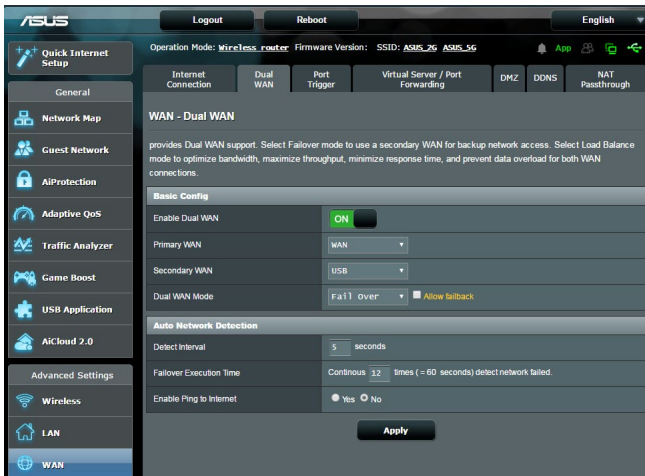 ASUS
Logout
Reboot
English
Quick Internet Setup
Operation Mode: Wireless router Firmware Version: SSID: ASUS_2G ASUS_5G
App
Internet Connection
Dual WAN
Port Trigger
Virtual Server / Port Forwarding
DMZ
DDNS
NAT Passthrough
General
Network Map
Guest Network
AiProtection
Adaptive QoS
Traffic Analyzer
Game Boost
USB Application
AiCloud 2.0
Advanced Settings
Wireless
LAN
WAN
WAN - Dual WAN
provides Dual WAN support. Select Failover mode to use a secondary WAN for backup network access. Select Load Balance
mode to optimize bandwidth, maximize throughput, minimize response time, and prevent data overload for both WAN
connections.
Basic Config
Enable Dual WAN ON
Primary WAN WAN
Secondary WAN USB
Dual WAN Mode Fail Over Allow failback
Auto Network Detection
Detect Interval 5 seconds
Failover Execution Time Continous 12 times ( = 60 seconds) detect network failed.
Enable Ping to Internet Yes No
Apply